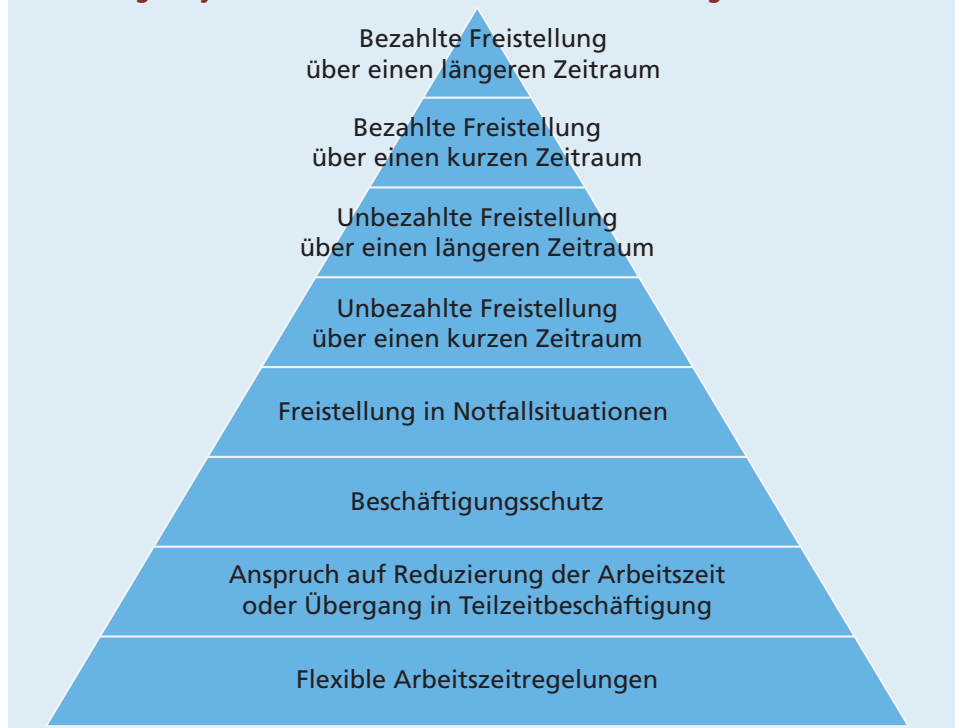 Bezahlte Freistellung
über einen längeren Zeitraum
Bezahlte Freistellung
über einen kurzen Zeitraum
Unbezahlte Freistellung
über einen längeren Zeitraum
Unbezahlte Freistellung
über einen kurzen Zeitraum
Freistellung in Notfallsituationen
Beschäftigungsschutz
Anspruch auf Reduzierung der Arbeitszeit
oder Übergang in Teilzeitbeschäftigung
Flexible Arbeitszeitregelungen